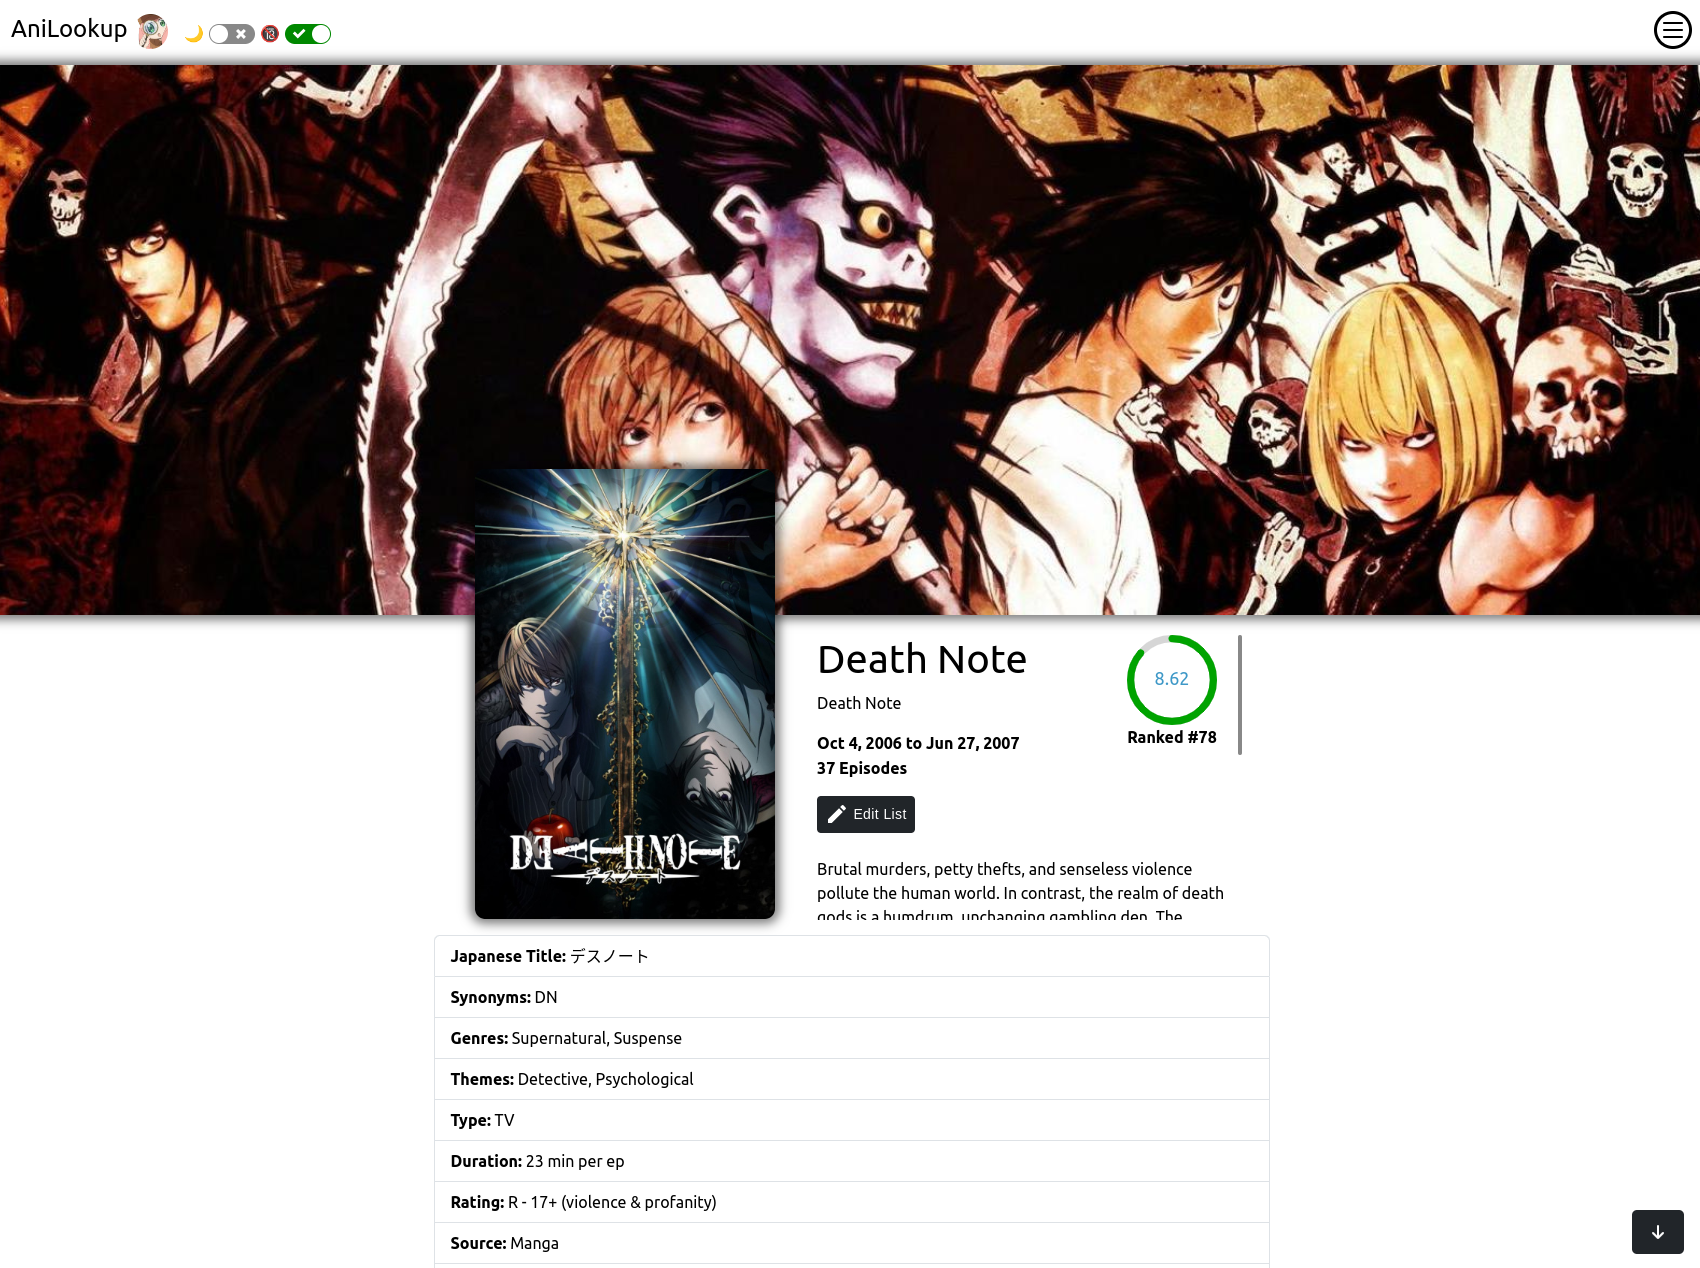 AniLookup
DEATH NOTE
デスノート
Death Note
8.62
Death Note
Ranked #78
Oct 4, 2006 to Jun 27, 2007
37 Episodes
Edit List
Brutal murders, petty thefts, and senseless violence
pollute the human world. In contrast, the realm of death
gods is a humdrum, unchanging gambling den. The
Japanese Title: デスノート
Synonyms: DN
Genres: Supernatural, Suspense
Themes: Detective, Psychological
Type: TV
Duration: 23 min per ep
Rating: R - 17+ (violence & profanity)
Source: Manga